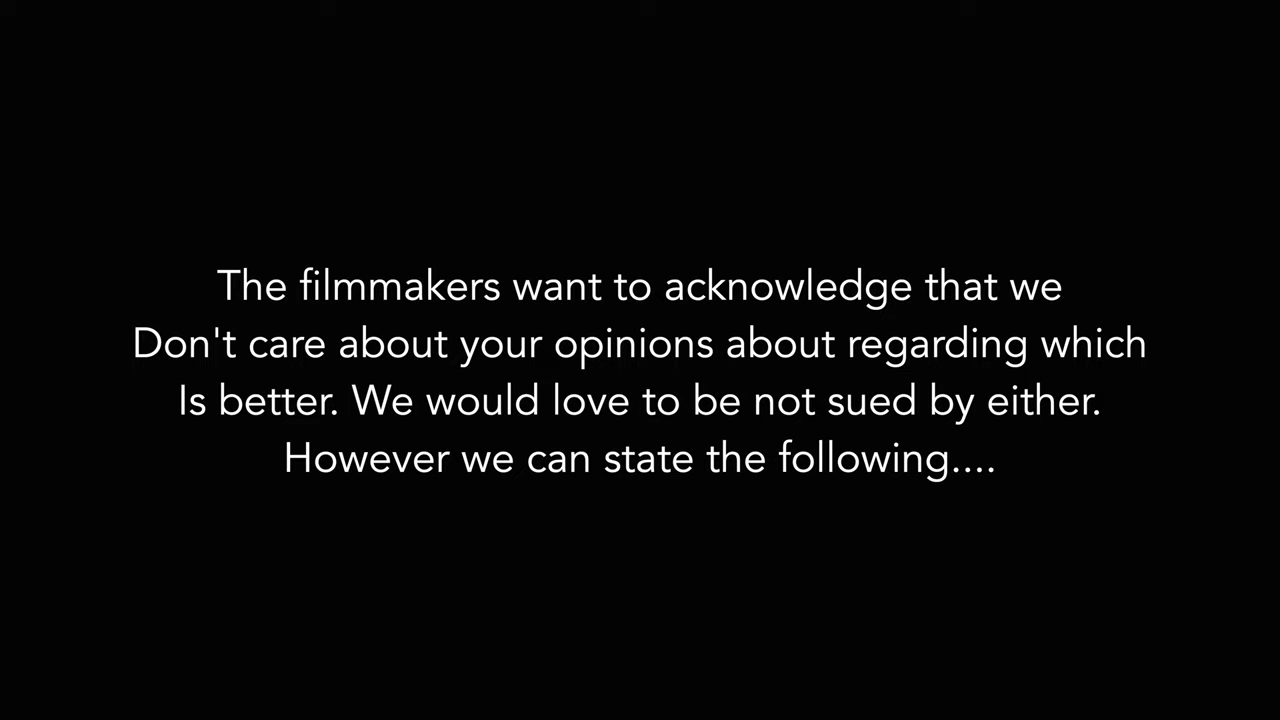 The filmmakers want to acknowledge that we
Don't care about your opinions about regarding which
Is better. We would love to be not sued by either.
However we can state the following....